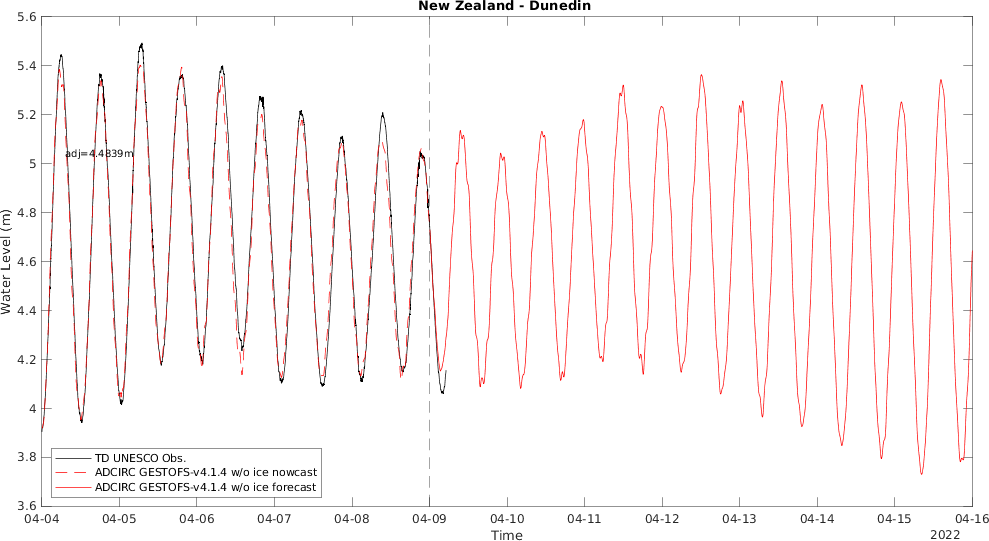 New Zealand - Dunedin
5.6
5.4
5.2
5
4.8
4.6
4.4
4.2
4
3.8
3.6
Water Level (m)
adj=4.4839m
TD UNESCO Obs.
ADCIRC GESTOFS-v4.1.4 w/o ice nowcast
ADCIRC GESTOFS-v4.1.4 w/o ice forecast
04-04 04-05 04-06 04-07 04-08 04-09 04-10 04-11 04-12 04-13 04-14 04-15 04-16
Time
2022